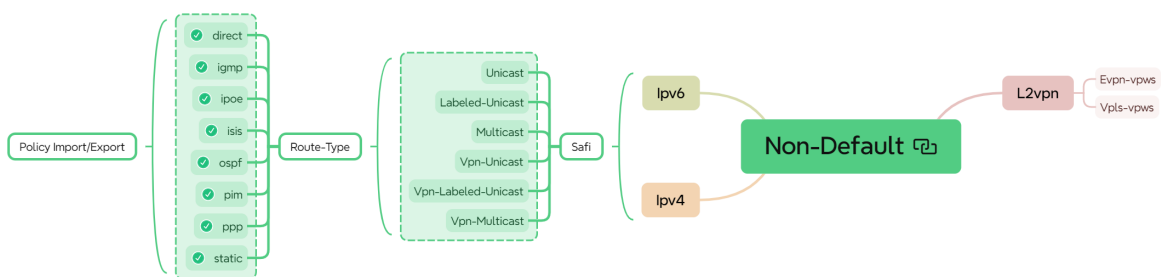 Policy Import/Export
direct
igmp
ipoe
isis
ospf
pim
ppp
static
Route-Type
Unicast
Labeled-Unicast
Multicast
Vpn-Unicast
Vpn-Labeled-Unicast
Vpn-Multicast
Safi
Ipv6
Ipv4
Non-Default
L2vpn
Evpn-vpws
Vpls-vpws